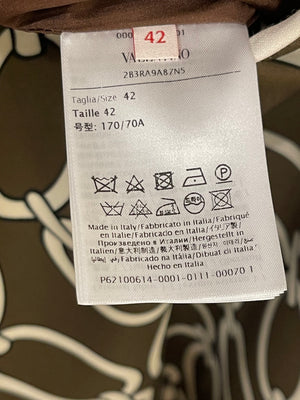 42
VALENTINO
2B3RA9A87N5
Taglia/Size 42
Taille 42
号型: 170/70A
Made in Italy/Fabbricato in Italia/Fabriqué
en Italie/Fabricado en Italia/イタリア製/
Произведено в Италии/Hergestellt in
Italien/意大利制造/義大利製造/
Fabricado na Itália/Dibuat di Italia/
Hecho en Italia
P62100614-0001-0111-00070 1